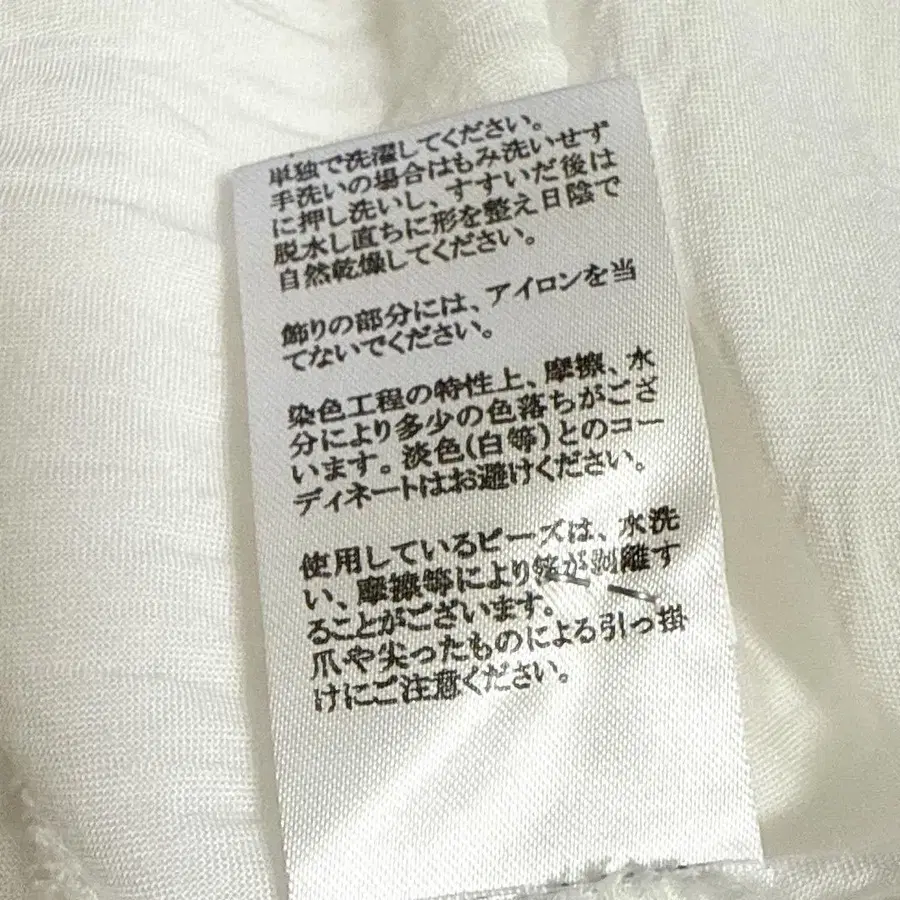 単独で洗濯してください。
手洗いの場合はもみ洗いせず
に押し洗いし、すすいだ後は
脱水し直ちに形を整え日陰で
自然乾燥してください。
飾りの部分には、アイロンを当
てないでください。
染色工程の特性上、摩擦、水
分により多少の色落ちがござ
います。淡色(白等)とのコー
ディネートはお避けください。
使用しているビーズは、水洗
い、摩擦等により箔が剥離す
ることがございます。
爪や尖ったものによる引っ掛
けにご注意ください。